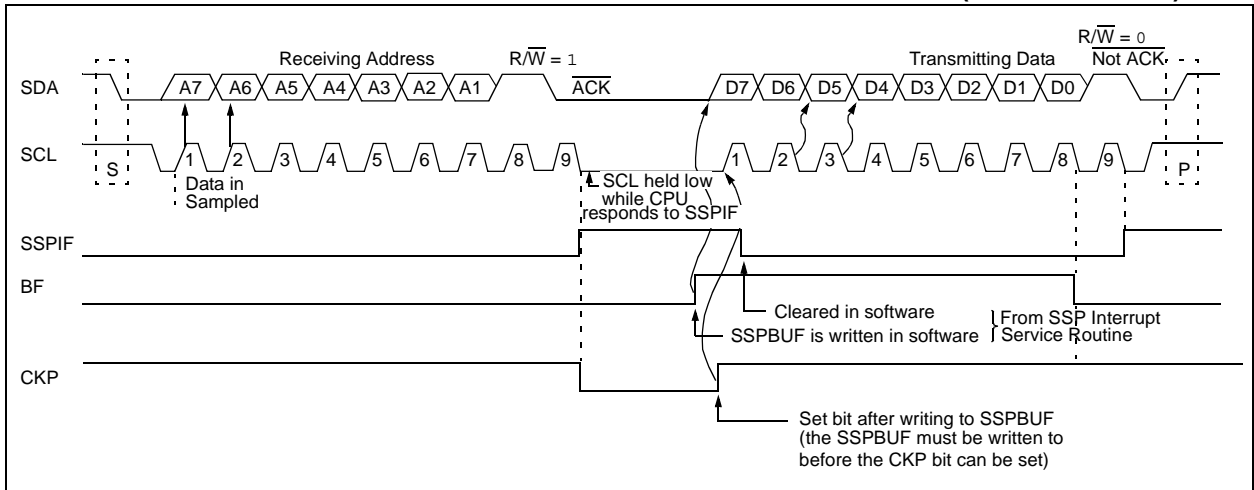 R/W = 0
Receiving Address R/W = 1 Transmitting Data Not ACK
SDA A7 A6 A5 A4 A3 A2 A1 ACK D7 D6 D5 D4 D3 D2 D1 D0
SCL 1 2 3 4 5 6 7 8 9 1 2 3 4 5 6 7 8 9
S P
Data in
Sampled
SCL held low
while CPU
responds to SSPIF
SSPIF
BF
Cleared in software
SSPBUF is written in software
From SSP Interrupt
Service Routine
CKP
Set bit after writing to SSPBUF
(the SSPBUF must be written to
before the CKP bit can be set)